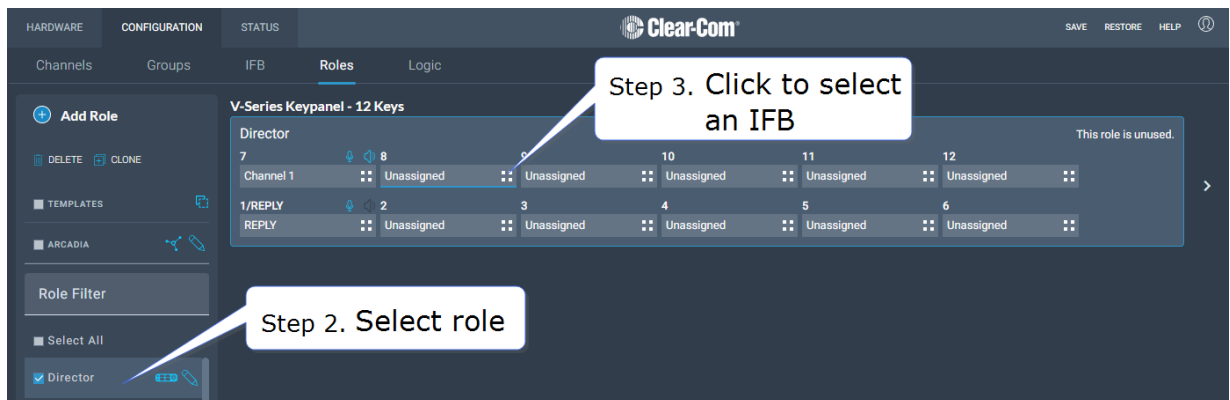 HARDWARE CONFIGURATION STATUS Clear-Com SAVE RESTORE HELP
Channels Groups IFB Roles Logic
Step 3. Click to select
an IFB
Add Role
DELETE CLONE
TEMPLATES
ARCADIA
Role Filter
Select All
Director
Step 2. Select role
V-Series Keypanel - 12 Keys
Director This role is unused.
7 8 9 10 11 12
Channel 1 Unassigned Unassigned Unassigned Unassigned Unassigned
1/REPLY 2 3 4 5 6
REPLY Unassigned Unassigned Unassigned Unassigned Unassigned